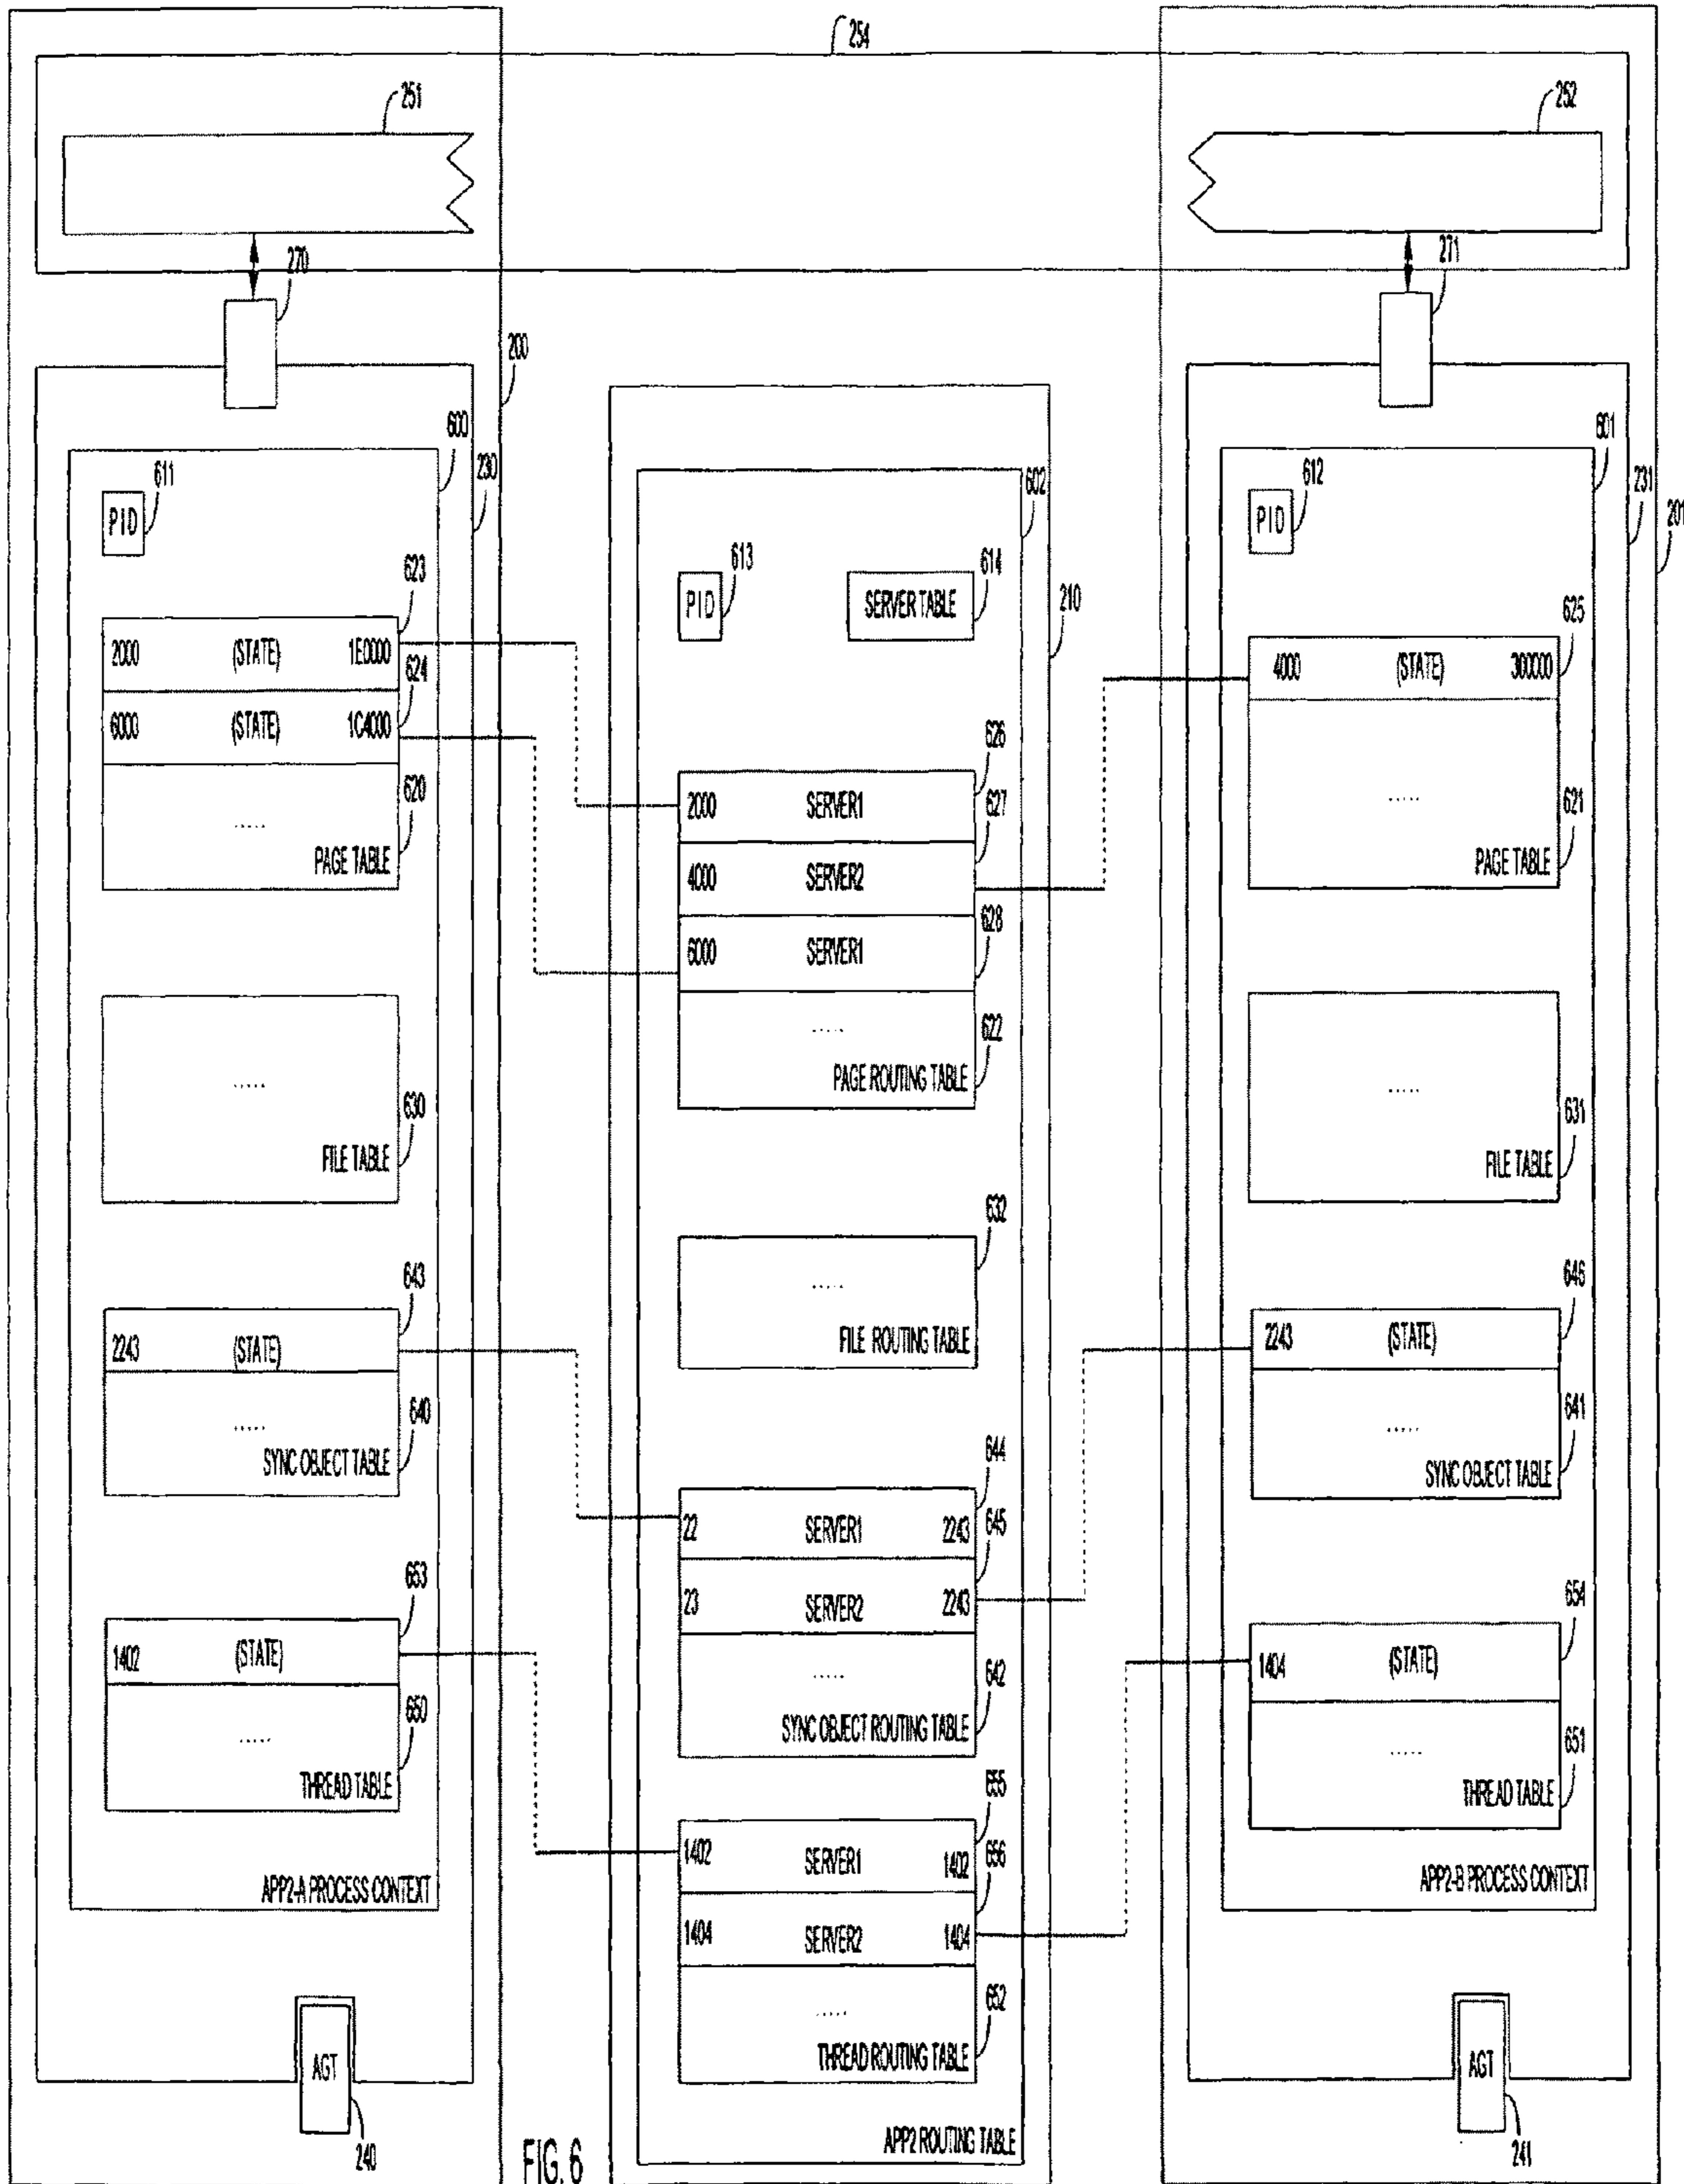 254
251
252
270
271
200
600
230
611
PID
623
2000 (STATE) 1E0000
624
6000 (STATE) 1C4000
620
.....
PAGE TABLE
.....
630
FILE TABLE
643
2243 (STATE)
640
.....
SYNC OBJECT TABLE
653
1402 (STATE)
650
.....
THREAD TABLE
APP2-A PROCESS CONTEXT
AGT
240
602
210
613
614
PID
SERVER TABLE
626
2000 SERVER1
627
4000 SERVER2
628
6000 SERVER1
.....
622
PAGE ROUTING TABLE
632
.....
FILE ROUTING TABLE
644
22 SERVER1 2243
645
23 SERVER2 2243
.....
642
SYNC OBJECT ROUTING TABLE
655
1402 SERVER1 1402
656
1404 SERVER2 1404
.....
652
THREAD ROUTING TABLE
APP2 ROUTING TABLE
601
231
201
612
PID
625
4000 (STATE) 300000
.....
621
PAGE TABLE
.....
631
FILE TABLE
646
2243 (STATE)
641
.....
SYNC OBJECT TABLE
654
1404 (STATE)
651
.....
THREAD TABLE
APP2-B PROCESS CONTEXT
AGT
241
FIG. 6